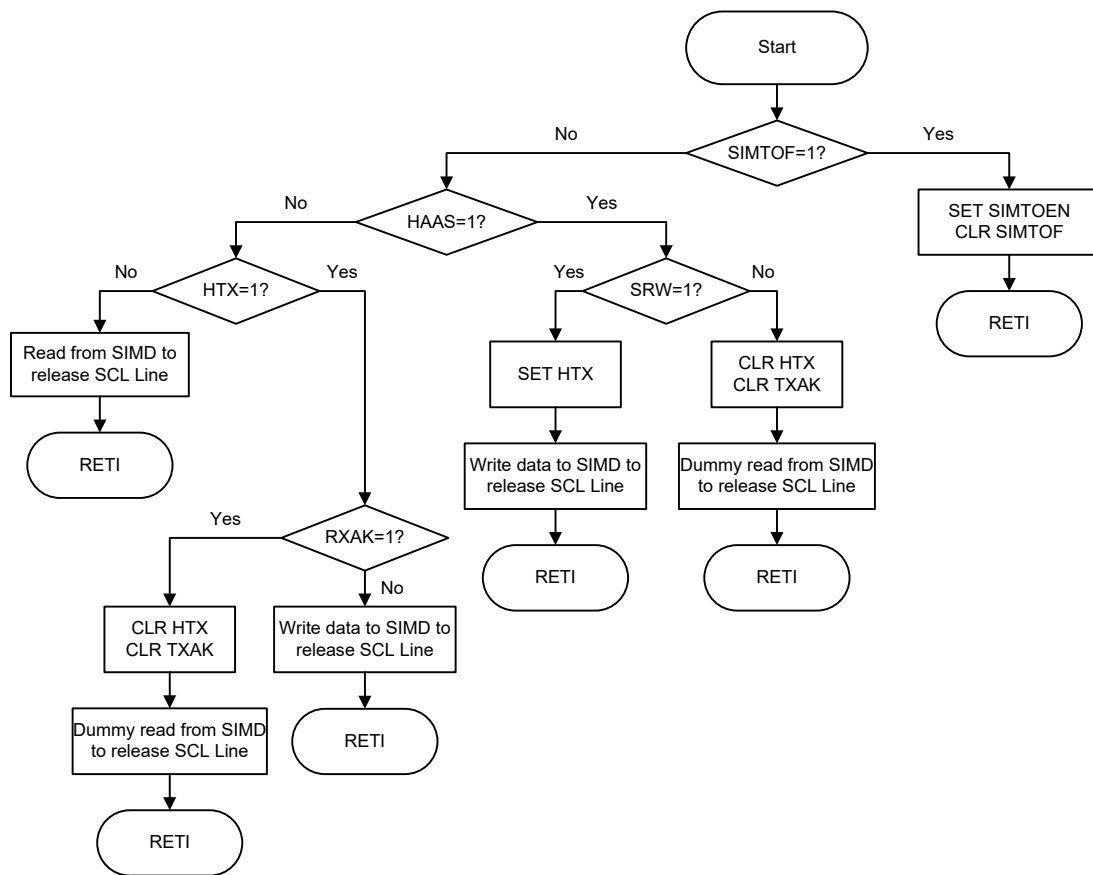 Start
No
Yes
SIMTOF=1?
SET SIMTOEN
CLR SIMTOF
RETI
No
Yes
HAAS=1?
No
Yes
HTX=1?
Yes
No
SRW=1?
Read from SIMD to
release SCL Line
RETI
SET HTX
Write data to SIMD to
release SCL Line
RETI
CLR HTX
CLR TXAK
Dummy read from SIMD
to release SCL Line
RETI
Yes
RXAK=1?
No
CLR HTX
CLR TXAK
Dummy read from SIMD
to release SCL Line
RETI
Write data to SIMD to
release SCL Line
RETI